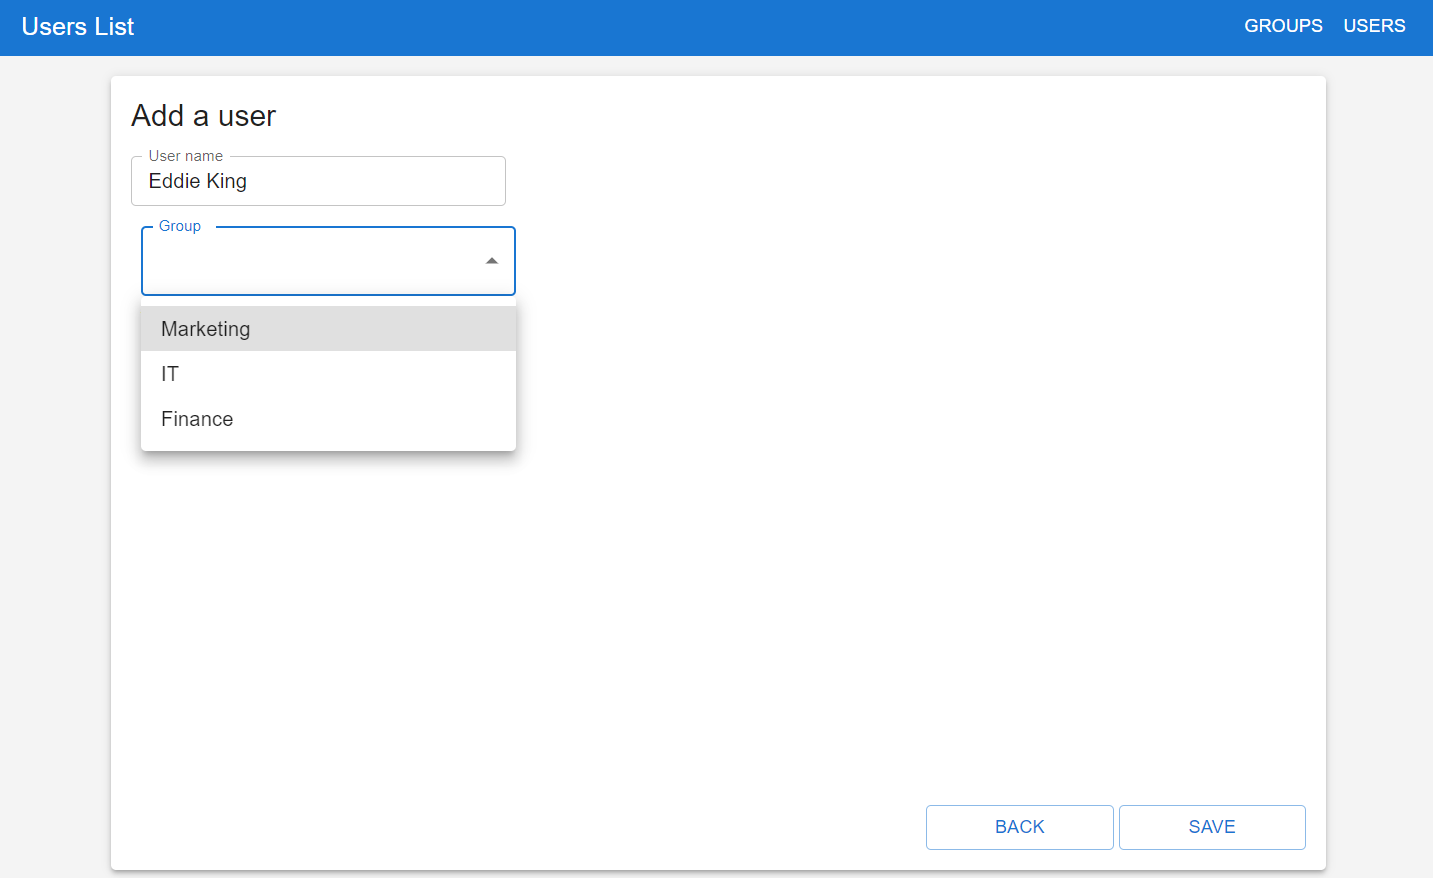 Users List
GROUPS USERS
Add a user
User name
Eddie King
Group
Marketing
IT
Finance
BACK SAVE